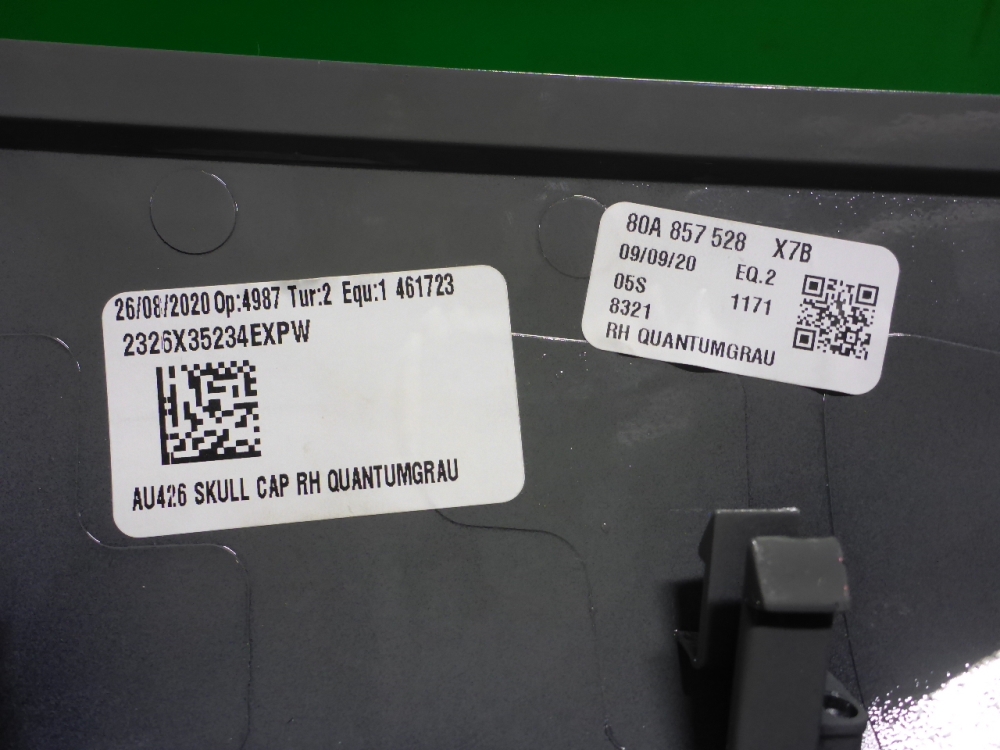 26/08/2020 Op:4987 Tur:2 Equ:1 461723
2326X35234EXPW
AU426 SKULL CAP RH QUANTUMGRAU
80A 857 528 X7B
09/09/20 EQ.2
05S
8321 1171
RH QUANTUMGRAU